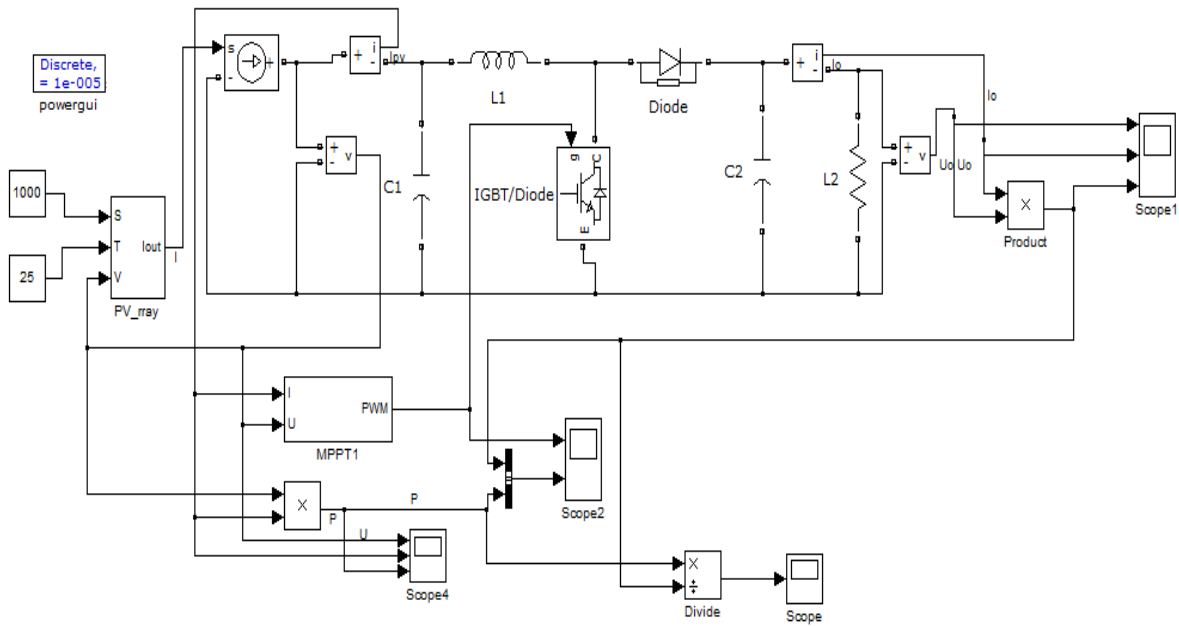 Discrete,
= 1e-005
powergui
s
+
-
+
-
i
Ipv
L1
Diode
+
-
i
Io
Io
+
-
v
+
-
v
Uo Uo
C1
g
C
IGBT/Diode
E
C2
L2
Scope1
×
Product
1000
25
S
T
V
Iout
I
PV_rray
I
U
PWM
MPPT1
Scope2
×
P
P
U
Scope4
×
÷
Divide
Scope